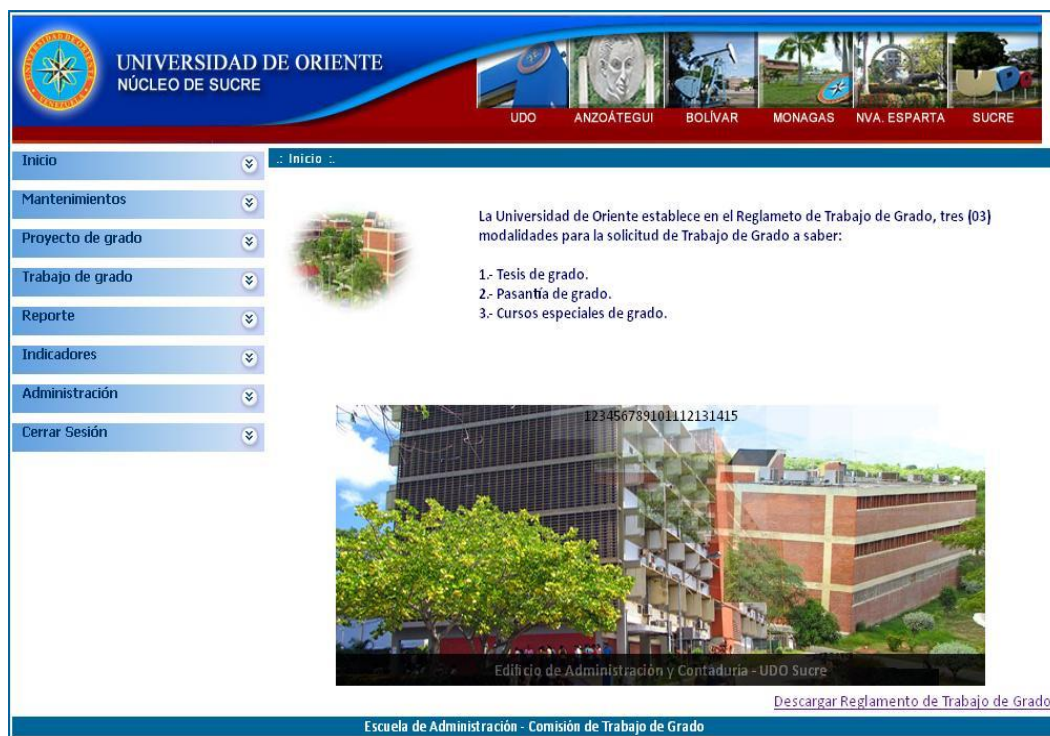 UNIVERSIDAD DE ORIENTE
NÚCLEO DE SUCRE
UDO
ANZOÁTEGUI
BOLÍVAR
MONAGAS
NVA. ESPARTA
SUCRE
Inicio
Mantenimientos
Proyecto de grado
Trabajo de grado
Reporte
Indicadores
Administración
Cerrar Sesión
.: Inicio :.
La Universidad de Oriente establece en el Reglameto de Trabajo de Grado, tres (03)
modalidades para la solicitud de Trabajo de Grado a saber:
1.- Tesis de grado.
2.- Pasantía de grado.
3.- Cursos especiales de grado.
123456789101112131415
Edificio de Administración y Contaduria - UDO Sucre
Descargar Reglamento de Trabajo de Grado
Escuela de Administración - Comisión de Trabajo de Grado